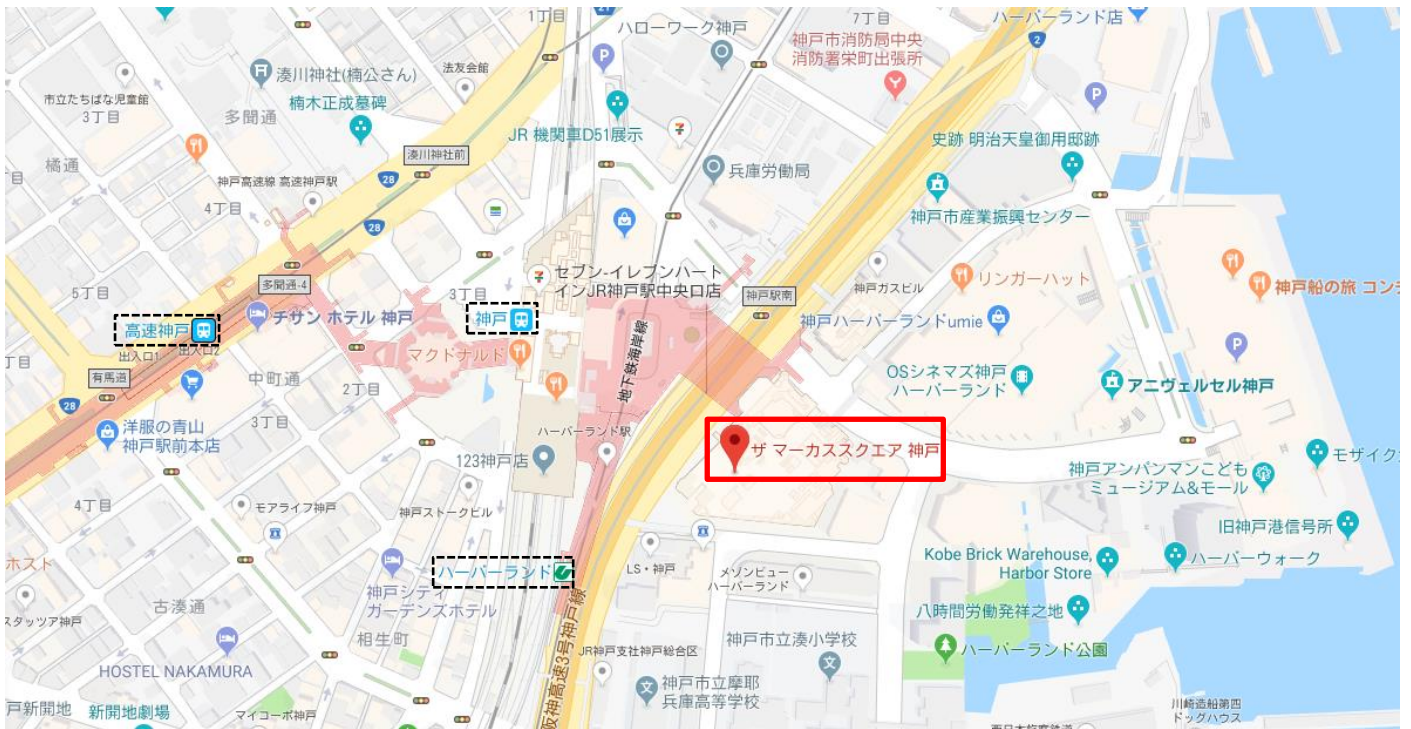 1丁目
21
ハローワーク神戸
7丁目
ハーバーランド店
2
神戸市消防局中央
消防署栄町出張所
湊川神社(楠公さん)
法友会館
市立たちばな児童館
3丁目
楠木正成墓碑
多聞通
JR 機関車D51展示
橘通
湊川神社前
兵庫労働局
史跡 明治天皇御用邸跡
神戸高速線 高速神戸駅
28
4丁目
神戸市産業振興センター
28
セブン-イレブンハート
インJR神戸駅中央口店
多聞通-4
5丁目
3丁目
神戸駅南
神戸ガスビル
リンガーハット
神戸船の旅 コンチ
高速神戸
チサン ホテル 神戸
神戸
神戸ハーバーランドumie
出入口1
出入口2
地下鉄海岸線
マクドナルド
有馬道
中町通
2丁目
OSシネマズ神戸
ハーバーランド
アニヴェルセル神戸
28
洋服の青山
神戸駅前本店
3丁目
ハーバーランド駅
123神戸店
ザ マーカススクエア 神戸
モザイク
神戸アンパンマンこども
ミュージアム&モール
4丁目
モアライフ神戸
神戸ストークビル
旧神戸港信号所
ホスト
ハーバーランド
LS・神戸
メゾンビュー
ハーバーランド
Kobe Brick Warehouse,
Harbor Store
ハーバーウォーク
神戸シティ
ガーデンズホテル
古湊通
八時間労働発祥之地
スタッツア神戸
相生町
阪神高速3号神戸線
JR神戸支社神戸総合区
神戸市立湊小学校
ハーバーランド公園
HOSTEL NAKAMURA
神戸市立摩耶
兵庫高等学校
戸新開地
新開地劇場
マイコーポ神戸
川崎造船第四
ドッグハウス